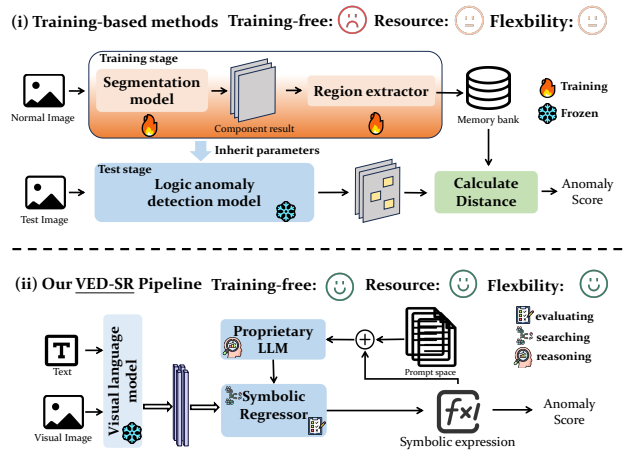 (i) Training-based methods Training-free: Resource: Flexbility:
Training stage
Segmentation
model
Region extractor
Component result
Normal Image
Memory bank
Training
Frozen
Inherit parameters
Test stage
Logic anomaly
detection model
Test Image
Calculate
Distance
Anomaly
Score
(ii) Our VED-SR Pipeline Training-free: Resource: Flexbility:
T
Text
Visual Image
Visual language
model
Proprietary
LLM
Symbolic
Regressor
Prompt space
evaluating
searching
reasoning
fx
Symbolic expression
Anomaly
Score